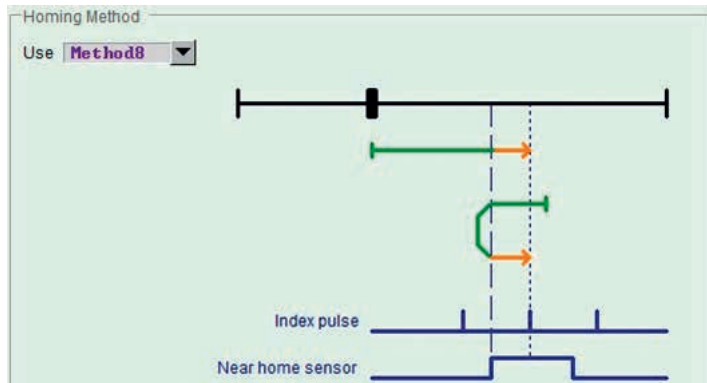 Homing Method
Use Method8
Index pulse
Near home sensor